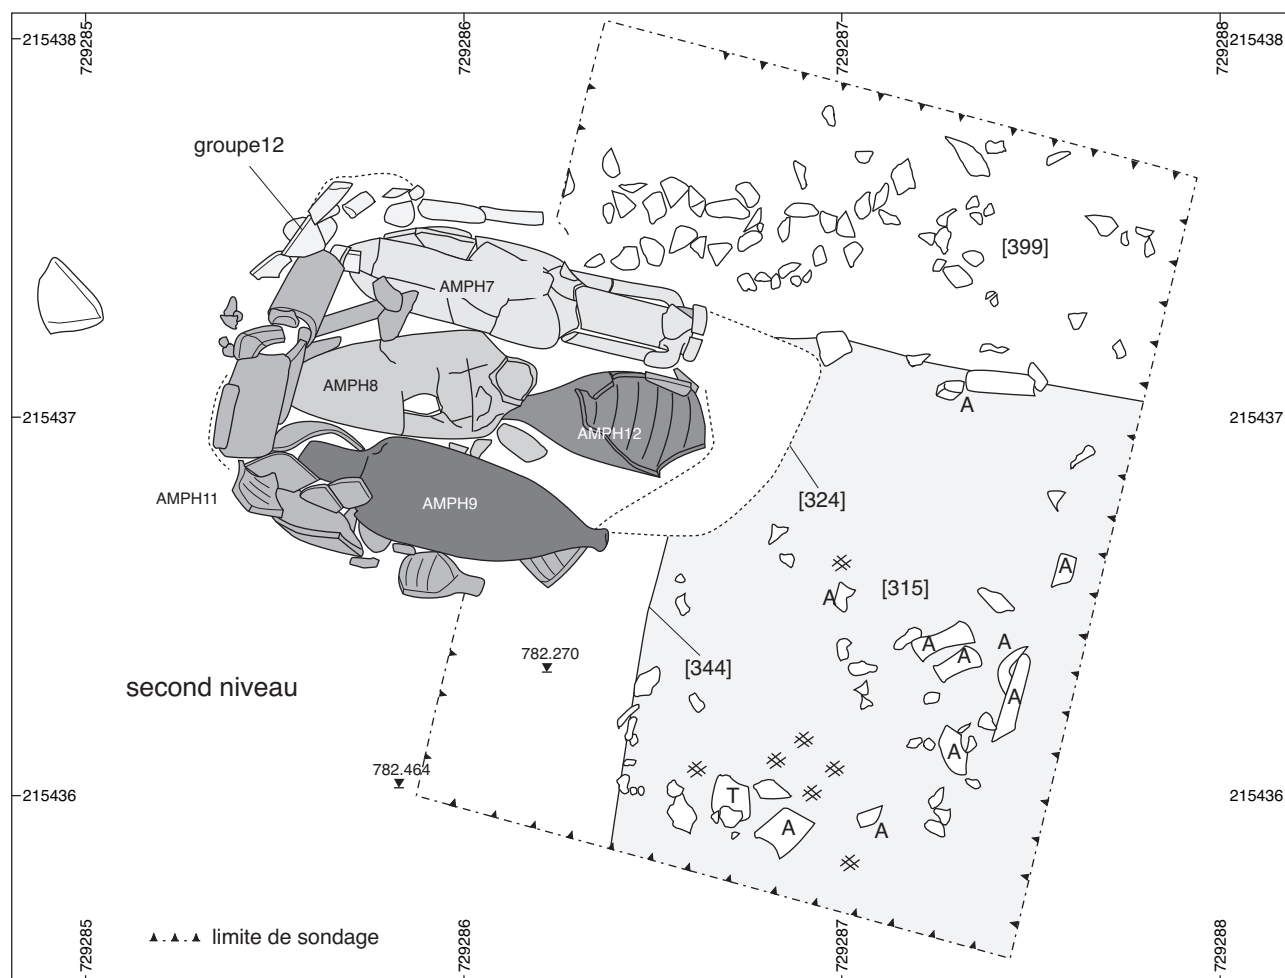 729285
729286
729287
729288
215438
215438
groupe12
[399]
AMPH7
AMPH8
215437
215437
A
AMPH12
AMPH11
AMPH9
[324]
A
[315]
A
A
A
A
[344]
782.270
A
second niveau
A
782.464
215436
T
215436
A
A
limite de sondage
729285
729286
729287
729288